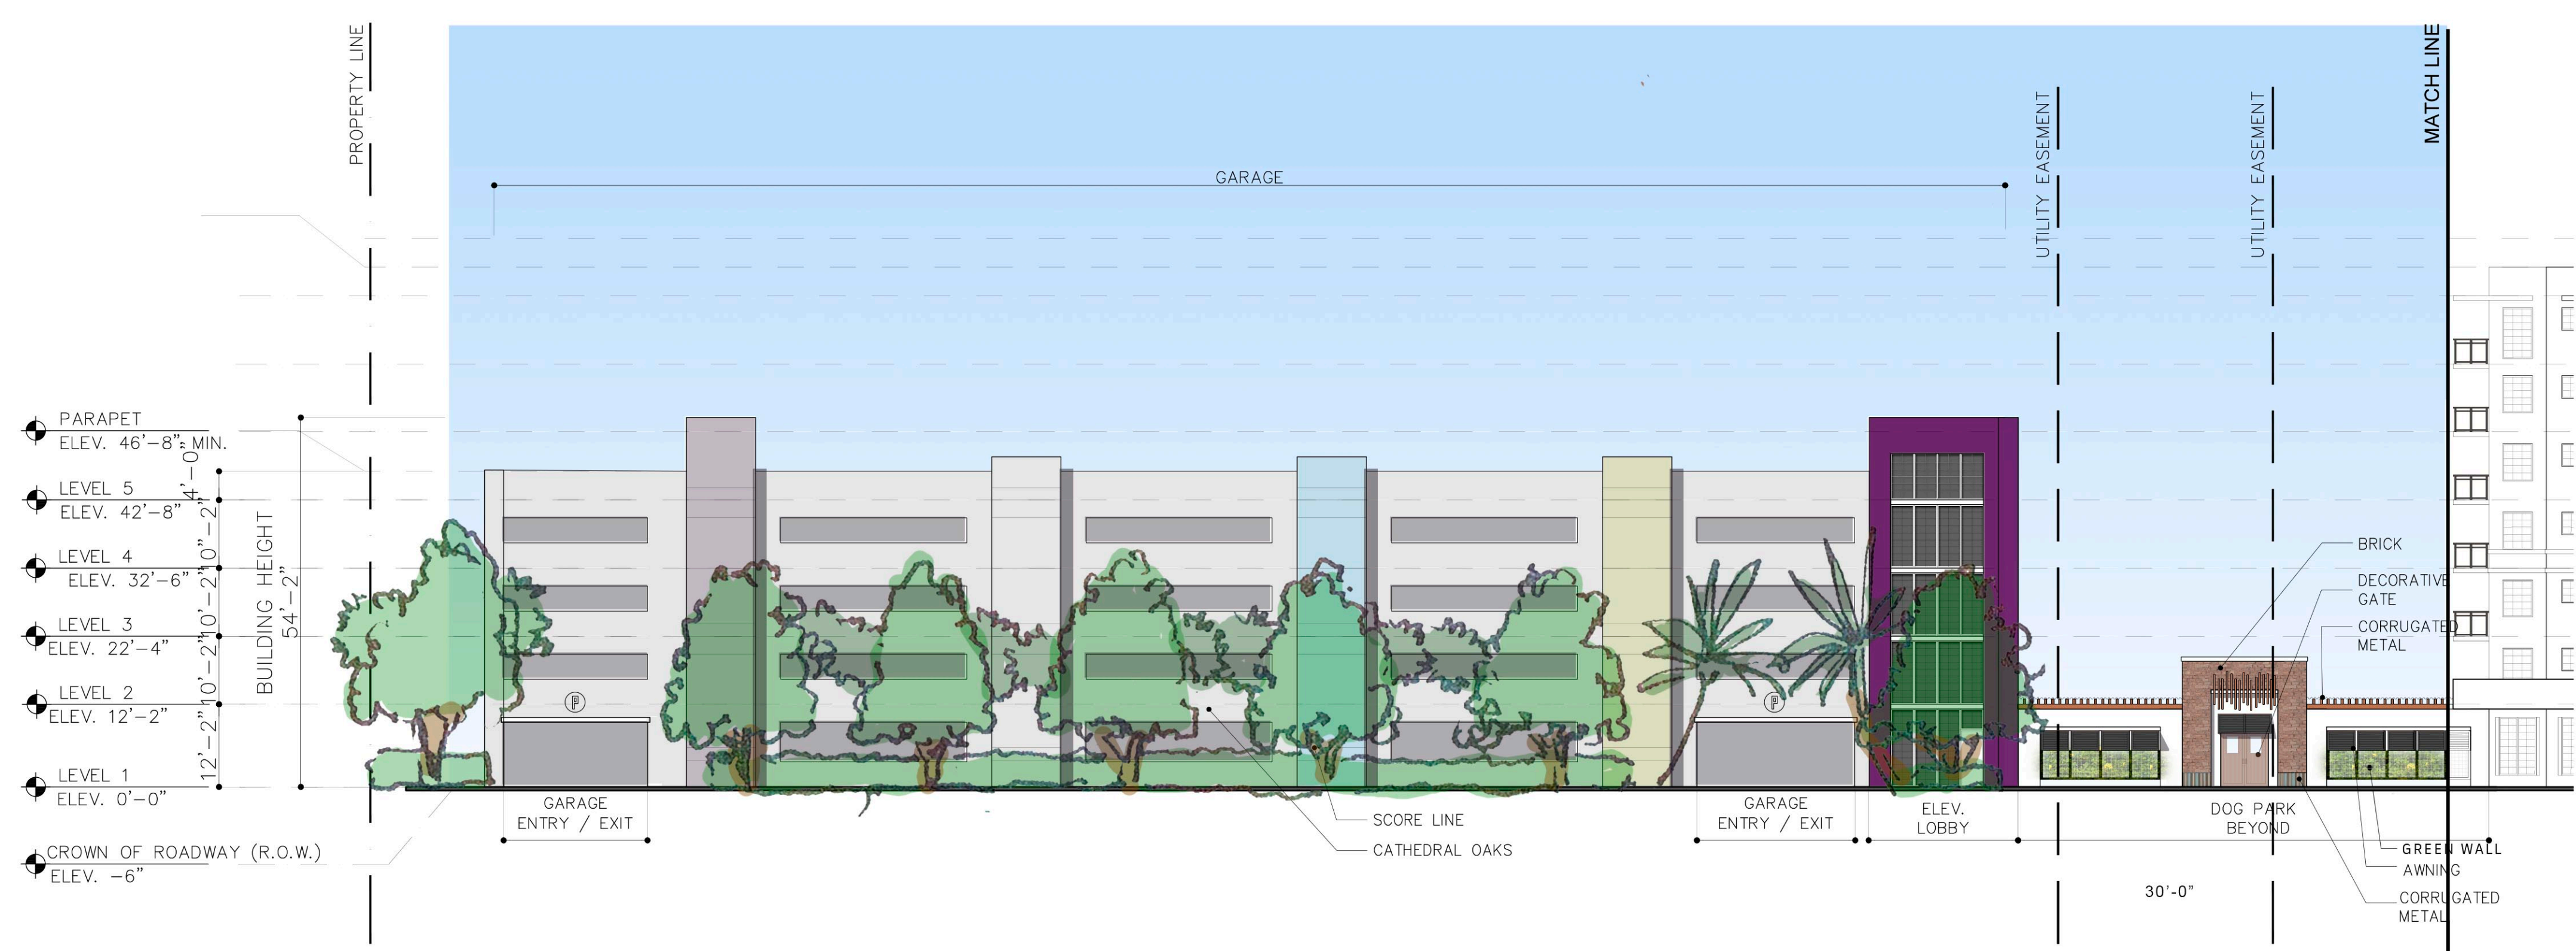 PROPERTY LINE
MATCH LINE
UTILITY EASEMENT
UTILITY EASEMENT
GARAGE
PARAPET
ELEV. 46'-8" MIN.
4'-0"
LEVEL 5
ELEV. 42'-8"
10'-2"
LEVEL 4
ELEV. 32'-6"
10'-2"
LEVEL 3
ELEV. 22'-4"
10'-2"
LEVEL 2
ELEV. 12'-2"
12'-2"
LEVEL 1
ELEV. 0'-0"
CROWN OF ROADWAY (R.O.W.)
ELEV. -6"
BUILDING HEIGHT
54'-2"
P
P
BRICK
DECORATIVE
GATE
CORRUGATED
METAL
GARAGE
ENTRY / EXIT
SCORE LINE
CATHEDRAL OAKS
GARAGE
ENTRY / EXIT
ELEV.
LOBBY
DOG PARK
BEYOND
GREEN WALL
AWNING
CORRUGATED
METAL
30'-0"